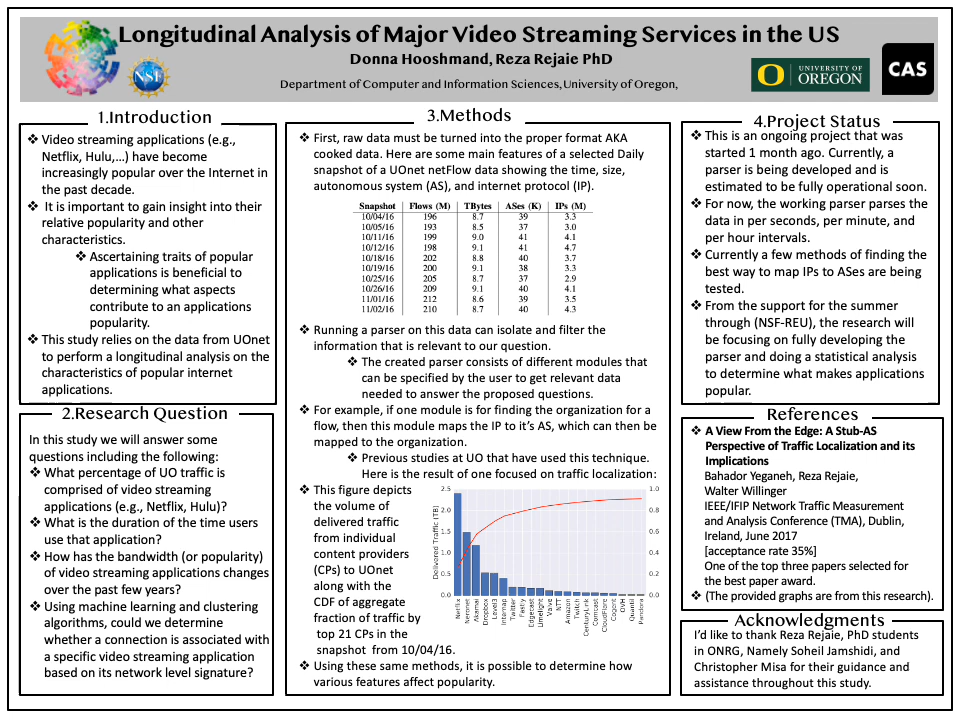 Longitudinal Analysis of Major Video Streaming Services in the US
Donna Hooshmand, Reza Rejaie PhD
Department of Computer and Information Sciences, University of Oregon,
NSF
O
UNIVERSITY OF
OREGON
CAS
1.Introduction
❖ Video streaming applications (e.g.,
Netflix, Hulu,…) have become
increasingly popular over the Internet in
the past decade.
❖ It is important to gain insight into their
relative popularity and other
characteristics.
❖ Ascertaining traits of popular
applications is beneficial to
determining what aspects
contribute to an applications
popularity.
❖ This study relies on the data from UOnet
to perform a longitudinal analysis on the
characteristics of popular internet
applications.
2.Research Question
In this study we will answer some
questions including the following:
❖ What percentage of UO traffic is
comprised of video streaming
applications (e.g., Netflix, Hulu)?
❖ What is the duration of the time users
use that application?
❖ How has the bandwidth (or popularity)
of video streaming applications changes
over the past few years?
❖ Using machine learning and clustering
algorithms, could we determine
whether a connection is associated with
a specific video streaming application
based on its network level signature?
3.Methods
❖ First, raw data must be turned into the proper format AKA
cooked data. Here are some main features of a selected Daily
snapshot of a UOnet netFlow data showing the time, size,
autonomous system (AS), and internet protocol (IP).
Snapshot Flows (M) TBytes ASes (K) IPs (M)
10/04/16 196 8.7 39 3.3
10/05/16 193 8.5 37 3.0
10/11/16 199 9.0 41 4.1
10/12/16 198 9.1 41 4.7
10/18/16 202 8.8 40 3.7
10/19/16 200 9.1 38 3.3
10/25/16 205 8.7 37 2.9
10/26/16 209 9.1 40 4.1
11/01/16 212 8.6 39 3.5
11/02/16 210 8.7 40 4.3
❖ Running a parser on this data can isolate and filter the
information that is relevant to our question.
❖ The created parser consists of different modules that
can be specified by the user to get relevant data
needed to answer the proposed questions.
❖ For example, if one module is for finding the organization for a
flow, then this module maps the IP to it's AS, which can then be
mapped to the organization.
❖ Previous studies at UO that have used this technique.
Here is the result of one focused on traffic localization:
❖ This figure depicts
the volume of
delivered traffic
from individual
content providers
(CPs) to UOnet
along with the
CDF of aggregate
fraction of traffic by
top 21 CPs in the
snapshot from 10/04/16.
Delivered Traffic (TB)
2.5
2.0
1.5
1.0
0.5
0.0
1.0
0.8
0.6
0.4
0.2
0.0
Netflix
Neronet
Akamai
Dropbox
Level3
Internap
Twitter
Fastly
Edgecast
Limelight
Valve
NTT
Amazon
Twitch
CenturyLink
Comcast
CloudFlare
Cogent
OVH
Quantil
Pandora
❖ Using these same methods, it is possible to determine how
various features affect popularity.
4.Project Status
❖ This is an ongoing project that was
started 1 month ago. Currently, a
parser is being developed and is
estimated to be fully operational soon.
❖ For now, the working parser parses the
data in per seconds, per minute, and
per hour intervals.
❖ Currently a few methods of finding the
best way to map IPs to ASes are being
tested.
❖ From the support for the summer
through (NSF-REU), the research will
be focusing on fully developing the
parser and doing a statistical analysis
to determine what makes applications
popular.
References
❖ A View From the Edge: A Stub-AS
Perspective of Traffic Localization and its
Implications
Bahador Yeganeh, Reza Rejaie,
Walter Willinger
IEEE/IFIP Network Traffic Measurement
and Analysis Conference (TMA), Dublin,
Ireland, June 2017
[acceptance rate 35%]
One of the top three papers selected for
the best paper award.
❖ (The provided graphs are from this research).
Acknowledgments
I'd like to thank Reza Rejaie, PhD students
in ONRG, Namely Soheil Jamshidi, and
Christopher Misa for their guidance and
assistance throughout this study.